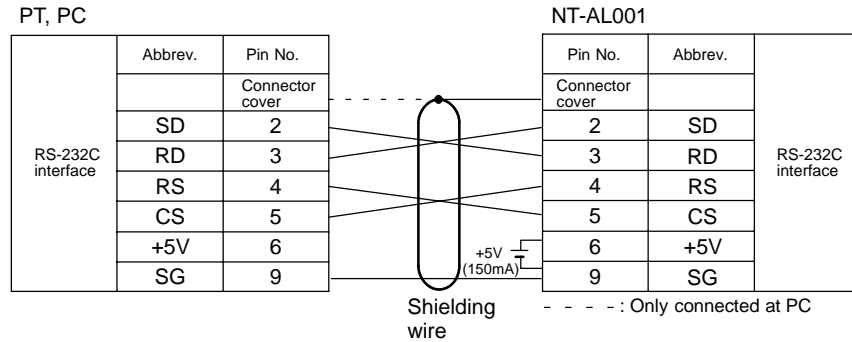 PT, PC NT-AL001
Abbrev. Pin No. Pin No. Abbrev.
Connector cover Connector cover
SD 2 2 SD
RD 3 3 RD
RS-232C interface RS-232C interface
RS 4 4 RS
CS 5 5 CS
+5V 6 +5V (150mA) 6 +5V
SG 9 9 SG
Shielding wire
- - - - : Only connected at PC